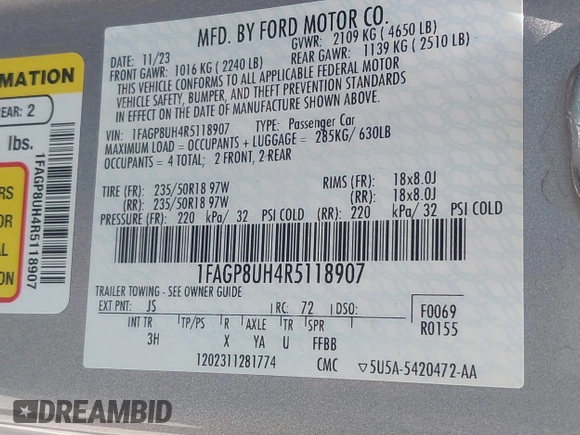 MFD. BY FORD MOTOR CO.
DATE: 11/23 GVWR: 2109 KG ( 4650 LB)
FRONT GAWR: 1016 KG ( 2240 LB) REAR GAWR: 1139 KG ( 2510 LB)
THIS VEHICLE CONFORMS TO ALL APPLICABLE FEDERAL MOTOR
VEHICLE SAFETY, BUMPER, AND THEFT PREVENTION STANDARDS
IN EFFECT ON THE DATE OF MANUFACTURE SHOWN ABOVE.
VIN: 1FAGP8UH4R5118907 TYPE: Passenger Car
MAXIMUM LOAD = OCCUPANTS + LUGGAGE = 285KG/ 630LB
OCCUPANTS = 4 TOTAL; 2 FRONT, 2-REAR
TIRE (FR): 235/50R18 97W RIMS (FR): 18x8.0J
(RR): 235/50R18 97W (RR): 18x8.0J
PRESSURE (FR): 220 kPa/ 32 PSI COLD (RR): 220 kPa/ 32 PSI COLD
1FAGP8UH4R5118907
TRAILER TOWING - SEE OWNER GUIDE
EXT PNT: JS RC: 72 DSO:
INT TR TP/PS R AXLE TR SPR
3H X YA U FFBB
F0069
R0155
1202311281774 CMC ▽5U5A-5420472-AA
RMATION
EAR: 2
lbs.
1FAGP8UH4R5118907
RS
OR
AL
ION
DREAMBID